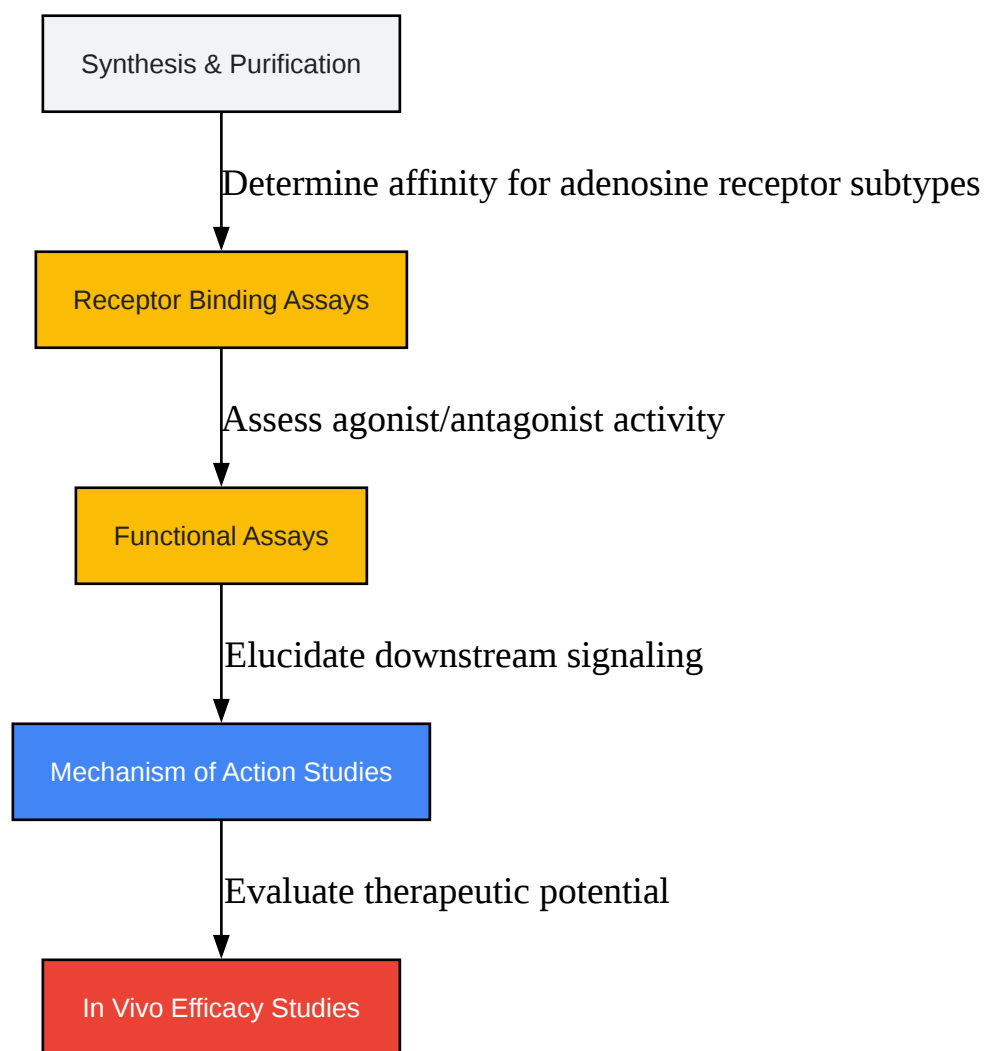 Synthesis & Purification
Determine affinity for adenosine receptor subtypes
Receptor Binding Assays
Assess agonist/antagonist activity
Functional Assays
Elucidate downstream signaling
Mechanism of Action Studies
Evaluate therapeutic potential
In Vivo Efficacy Studies